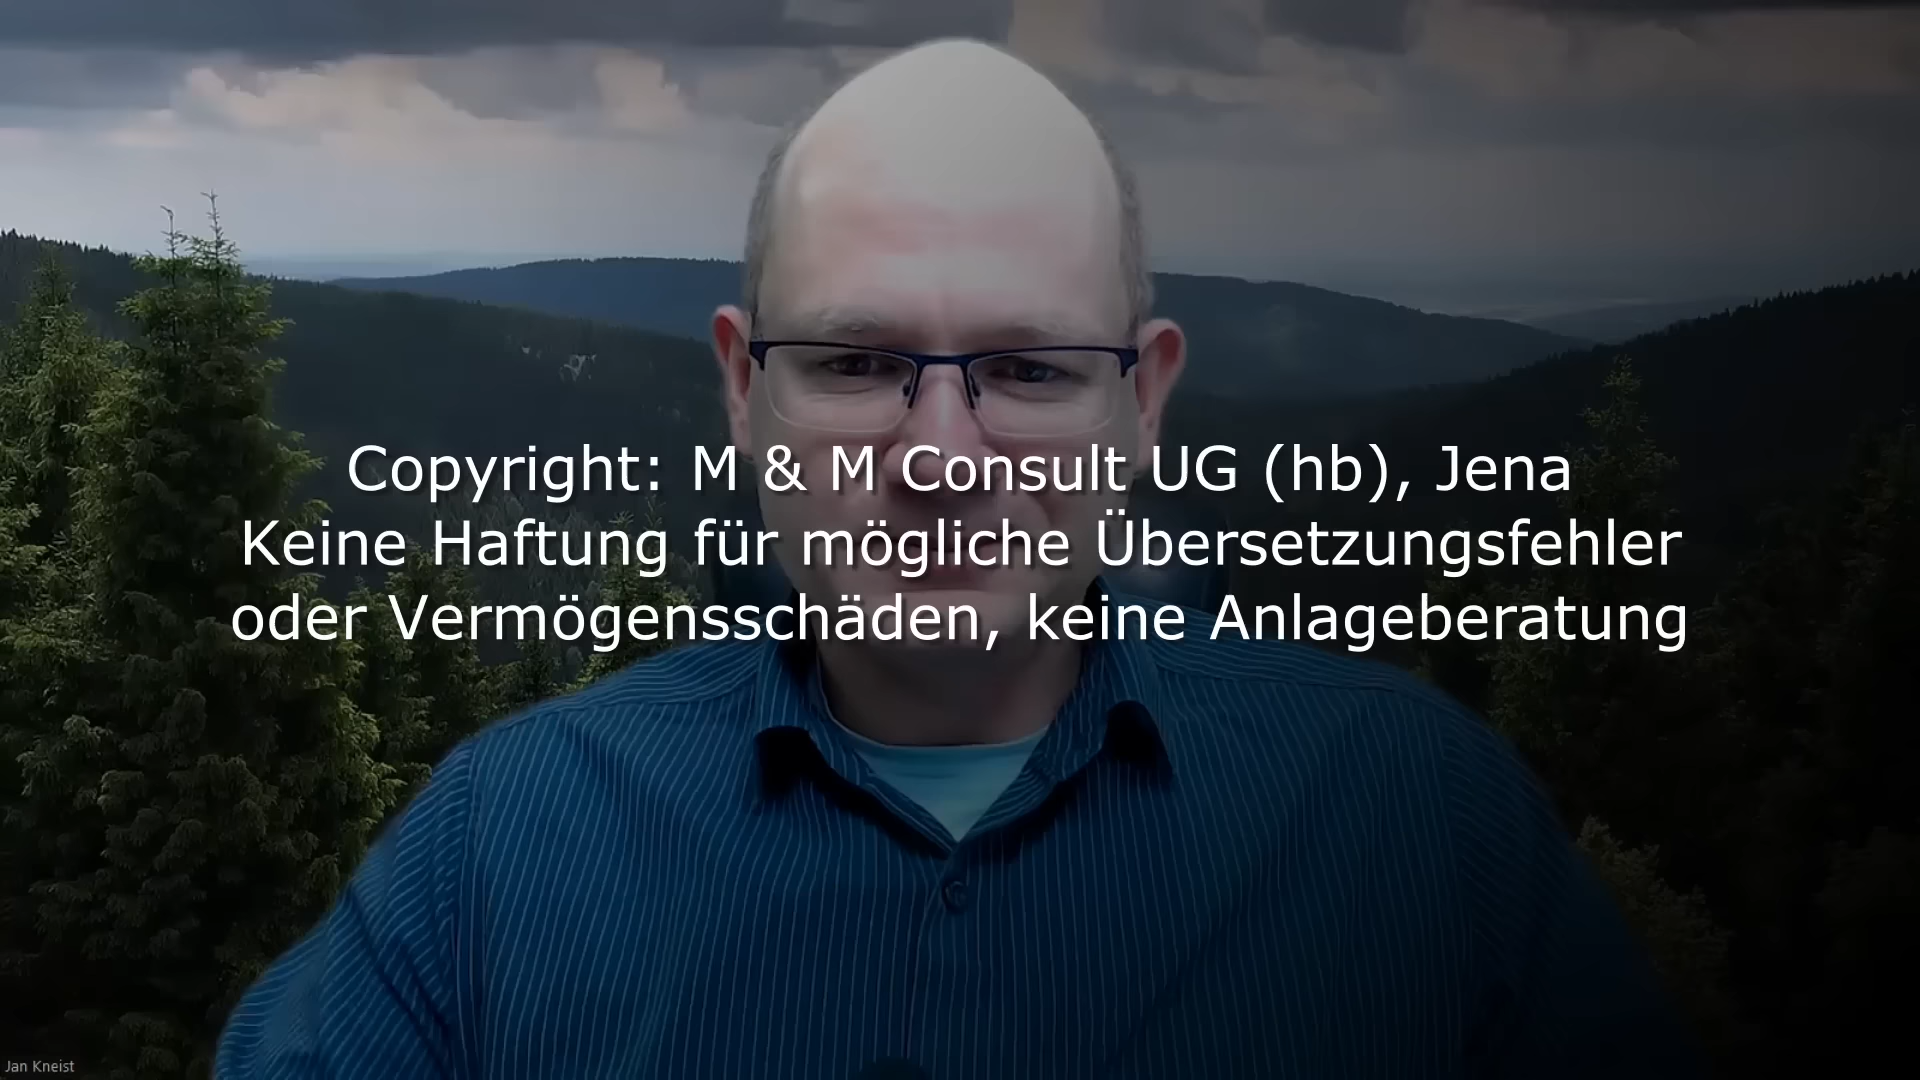 Copyright: M & M Consult UG (hb), Jena
Keine Haftung für mögliche Übersetzungsfehler
oder Vermögensschäden, keine Anlageberatung
Jan Kneist